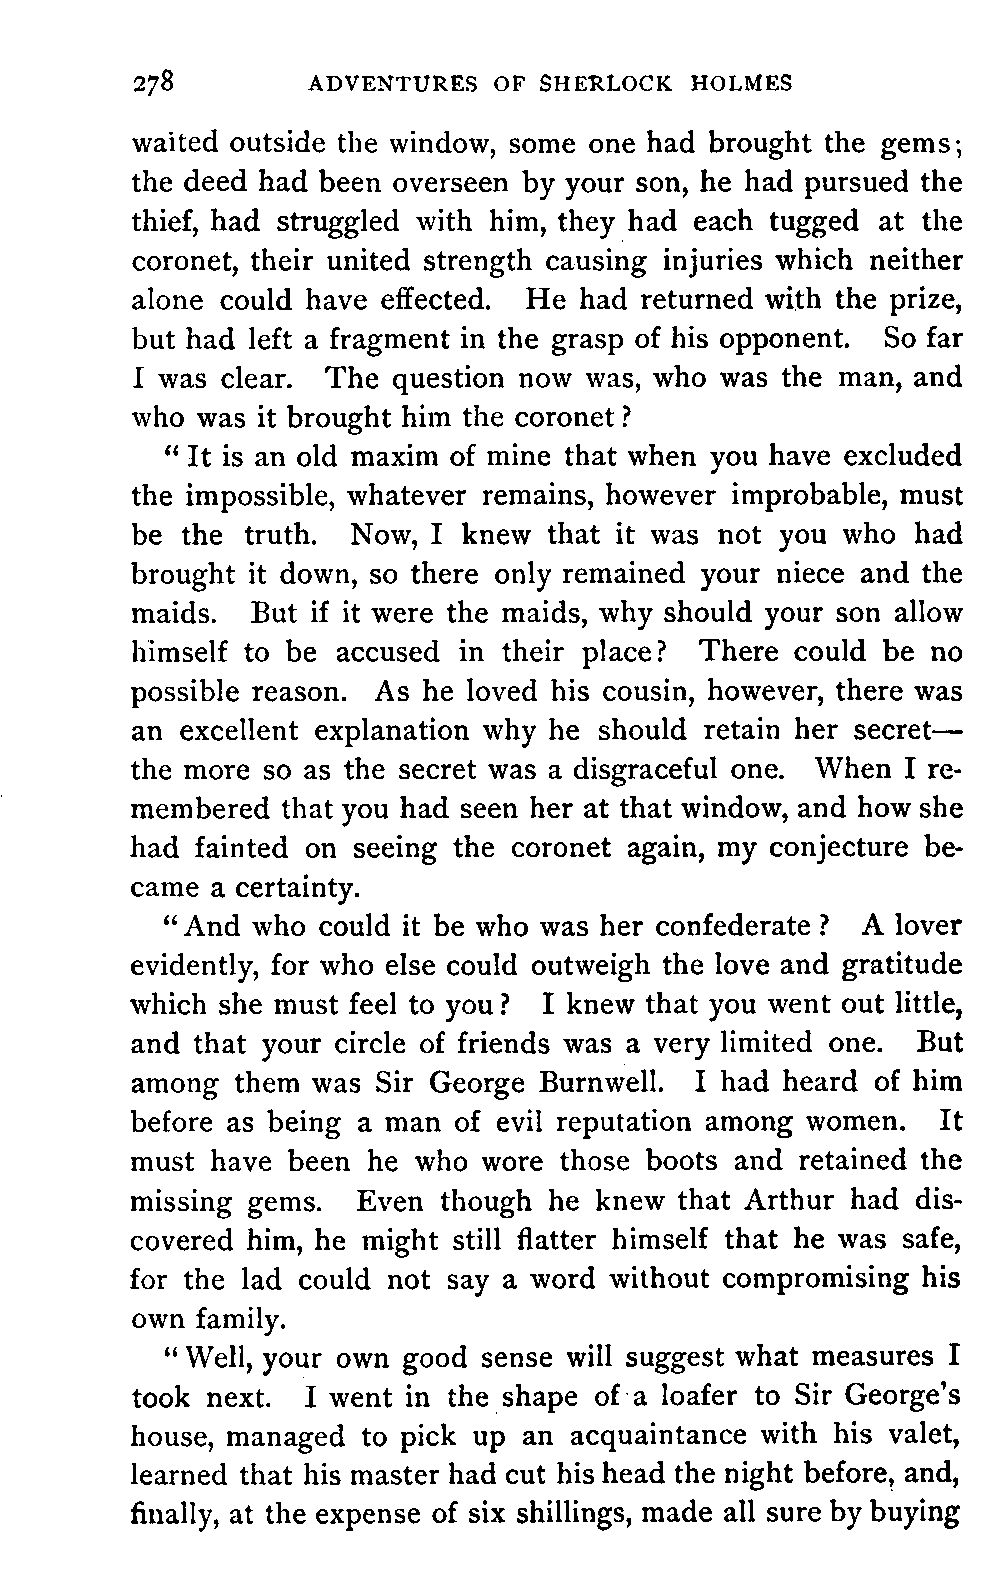 278 ADVENTURES OF SHERLOCK HOLMES
waited outside the window, some one had brought the gems;
the deed had been overseen by your son, he had pursued the
thief, had struggled with him, they had each tugged at the
coronet, their united strength causing injuries which neither
alone could have effected. He had returned with the prize,
but had left a fragment in the grasp of his opponent. So far
I was clear. The question now was, who was the man, and
who was it brought him the coronet?
“It is an old maxim of mine that when you have excluded
the impossible, whatever remains, however improbable, must
be the truth. Now, I knew that it was not you who had
brought it down, so there only remained your niece and the
maids. But if it were the maids, why should your son allow
himself to be accused in their place? There could be no
possible reason. As he loved his cousin, however, there was
an excellent explanation why he should retain her secret—
the more so as the secret was a disgraceful one. When I re-
membered that you had seen her at that window, and how she
had fainted on seeing the coronet again, my conjecture be-
came a certainty.
“And who could it be who was her confederate? A lover
evidently, for who else could outweigh the love and gratitude
which she must feel to you? I knew that you went out little,
and that your circle of friends was a very limited one. But
among them was Sir George Burnwell. I had heard of him
before as being a man of evil reputation among women. It
must have been he who wore those boots and retained the
missing gems. Even though he knew that Arthur had dis-
covered him, he might still flatter himself that he was safe,
for the lad could not say a word without compromising his
own family.
“Well, your own good sense will suggest what measures I
took next. I went in the shape of a loafer to Sir George's
house, managed to pick up an acquaintance with his valet,
learned that his master had cut his head the night before, and,
finally, at the expense of six shillings, made all sure by buying